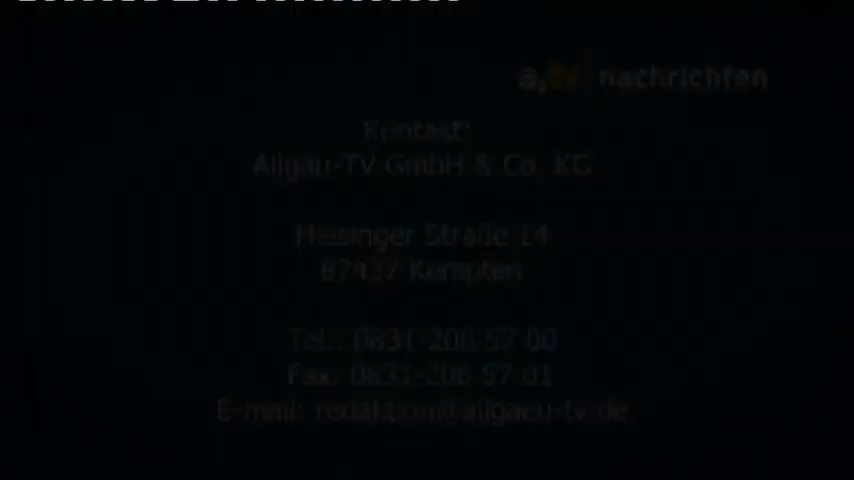 a.tv nachrichten
Kontakt:
Allgäu-TV GmbH & Co. KG
Heisinger Straße 14
87437 Kempten
Tel.: 0831-206 57 00
Fax: 0831-206 57 01
E-mail: redaktion@allgaeu-tv.de